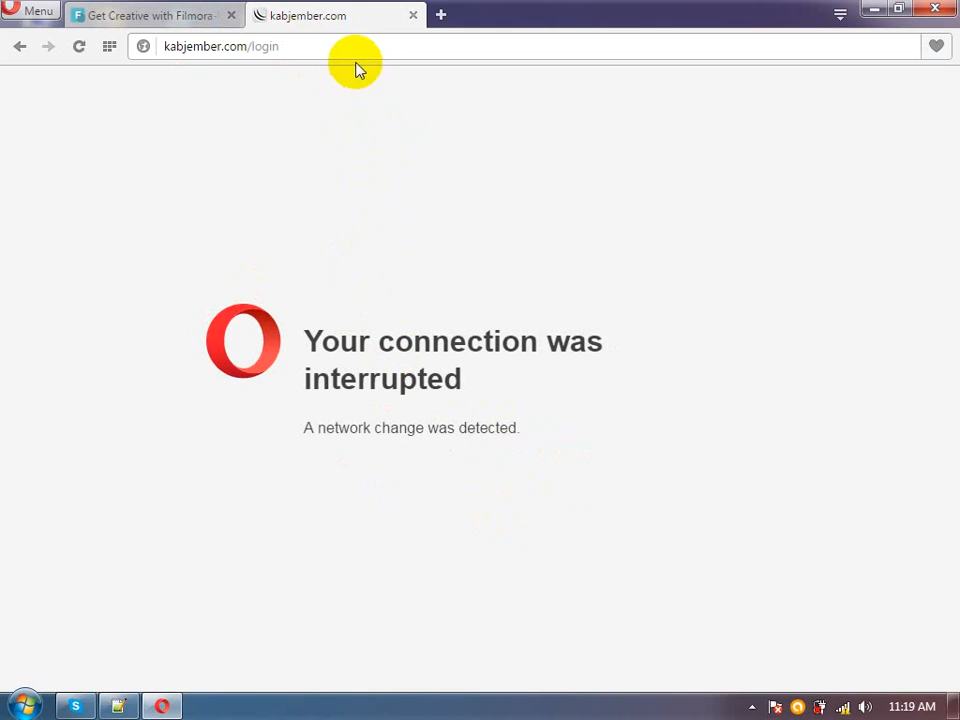 Menu
Get Creative with Filmora-
kabjember.com
kabjember.com/login
Your connection was
interrupted
A network change was detected.
11:19 AM